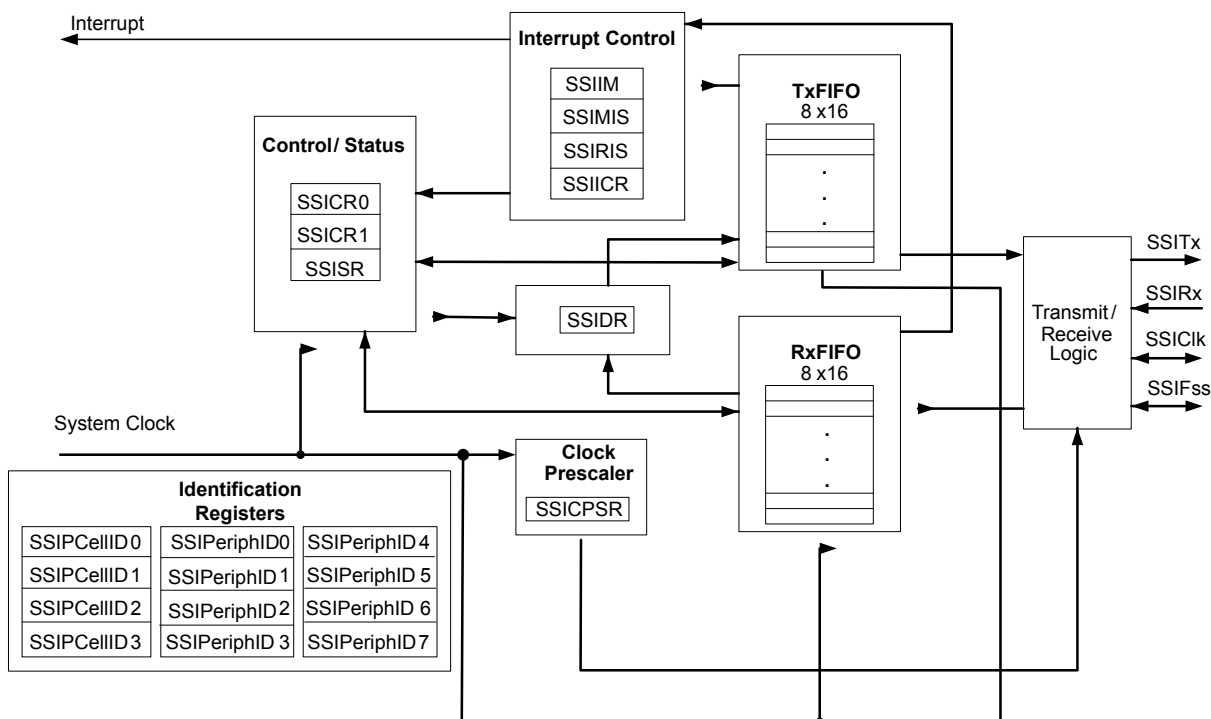 Interrupt
Interrupt Control
SSIIM
SSIMIS
SSIRIS
SSIICR
Control/ Status
SSICR0
SSICR1
SSISR
TxFIFO
8 x16
.
.
.
SSIDR
RxFIFO
8 x16
.
.
.
Transmit/
Receive
Logic
SSITx
SSIRx
SSIClk
SSIFss
System Clock
Clock
Prescaler
SSICPSR
Identification
Registers
SSIPCellID0 SSIPeriphID0 SSIPeriphID4
SSIPCellID1 SSIPeriphID1 SSIPeriphID5
SSIPCellID2 SSIPeriphID2 SSIPeriphID6
SSIPCellID3 SSIPeriphID3 SSIPeriphID7